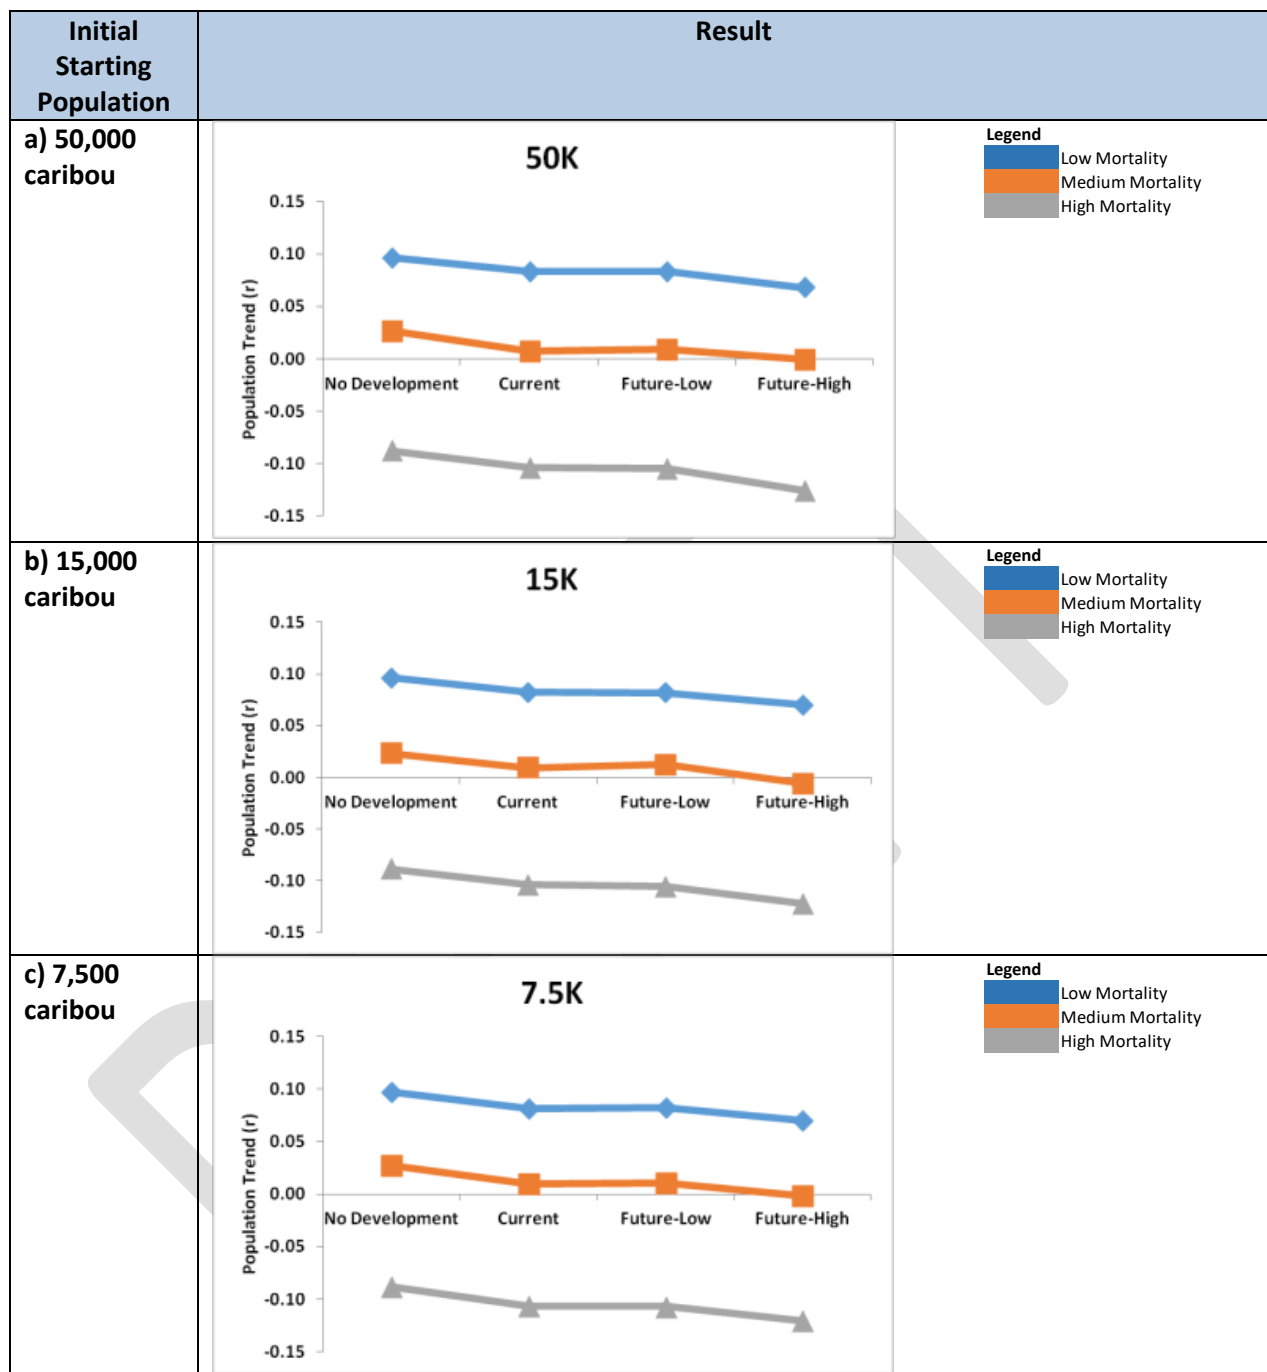 Initial
Starting
Population
Result
a) 50,000
caribou
50K
Population Trend (r)
0.15
0.10
0.05
0.00
-0.05
-0.10
-0.15
No Development
Current
Future-Low
Future-High
Legend
Low Mortality
Medium Mortality
High Mortality
b) 15,000
caribou
15K
Population Trend (r)
0.15
0.10
0.05
0.00
-0.05
-0.10
-0.15
No Development
Current
Future-Low
Future-High
Legend
Low Mortality
Medium Mortality
High Mortality
c) 7,500
caribou
7.5K
Population Trend (r)
0.15
0.10
0.05
0.00
-0.05
-0.10
-0.15
No Development
Current
Future-Low
Future-High
Legend
Low Mortality
Medium Mortality
High Mortality